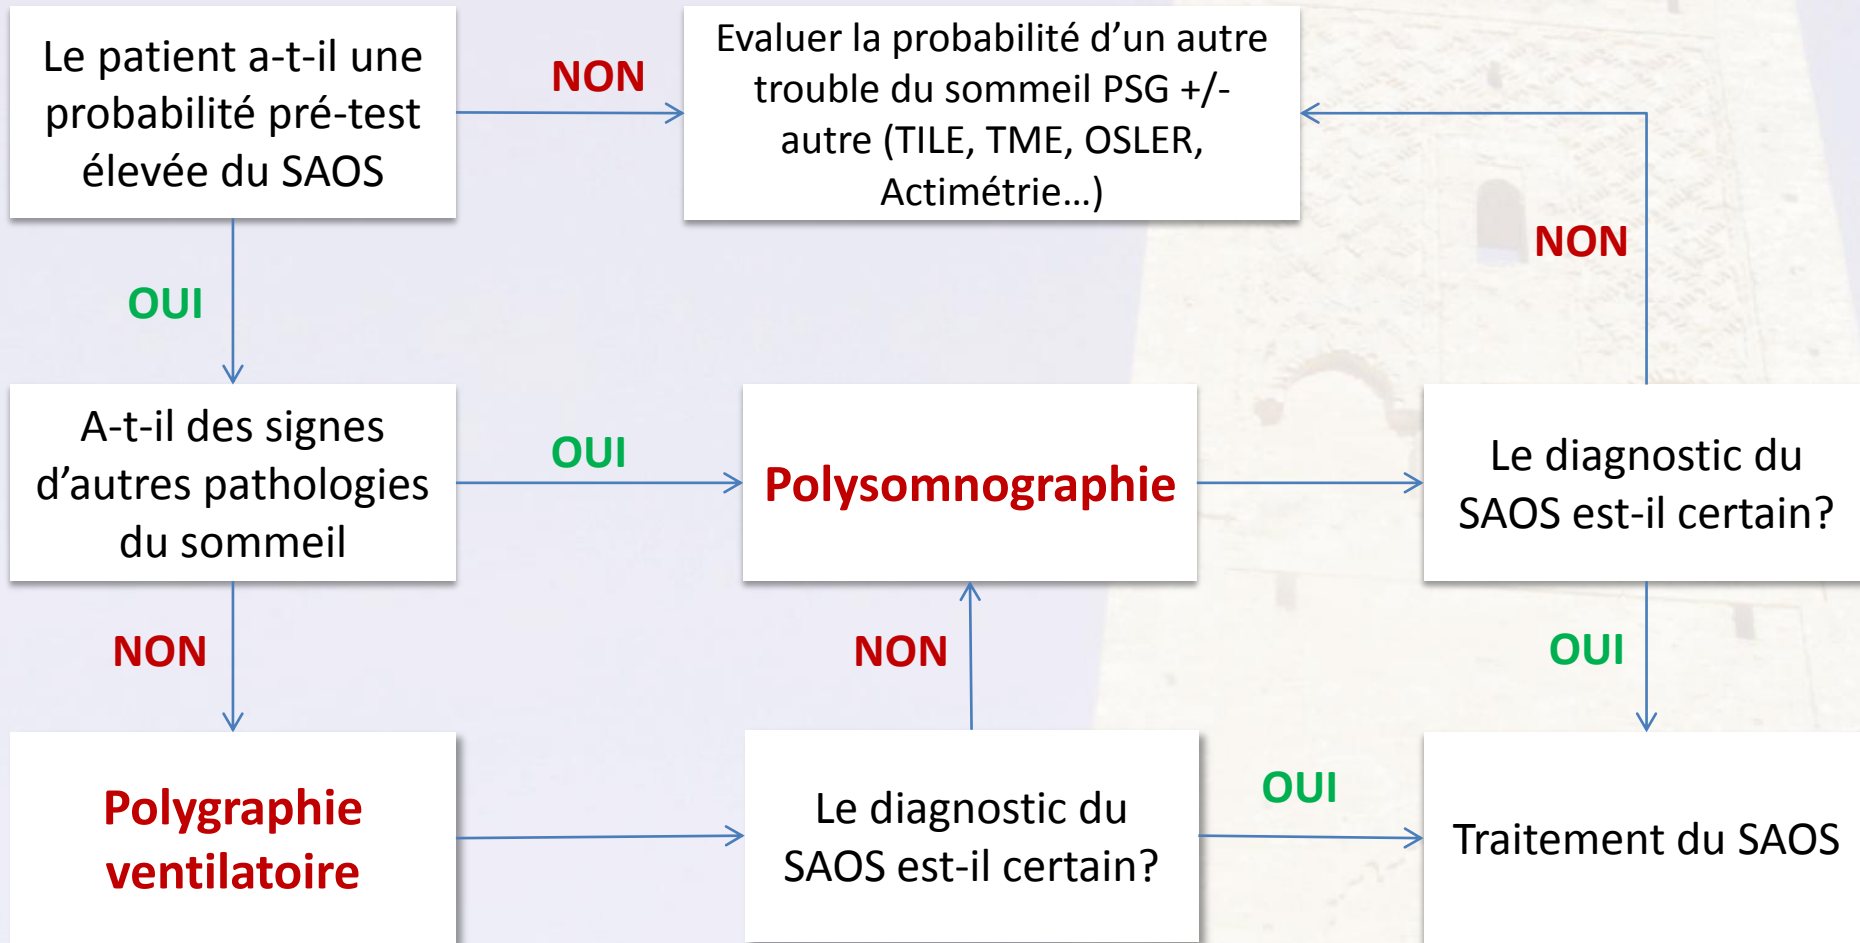 Le patient a-t-il une
probabilité pré-test
élevée du SAOS
NON
Evaluer la probabilité d’un autre
trouble du sommeil PSG +/-
autre (TILE, TME, OSLER,
Actimétrie…)
NON
OUI
A-t-il des signes
d’autres pathologies
du sommeil
OUI
Polysomnographie
Le diagnostic du
SAOS est-il certain?
NON
NON
OUI
Polygraphie
ventilatoire
Le diagnostic du
SAOS est-il certain?
OUI
Traitement du SAOS